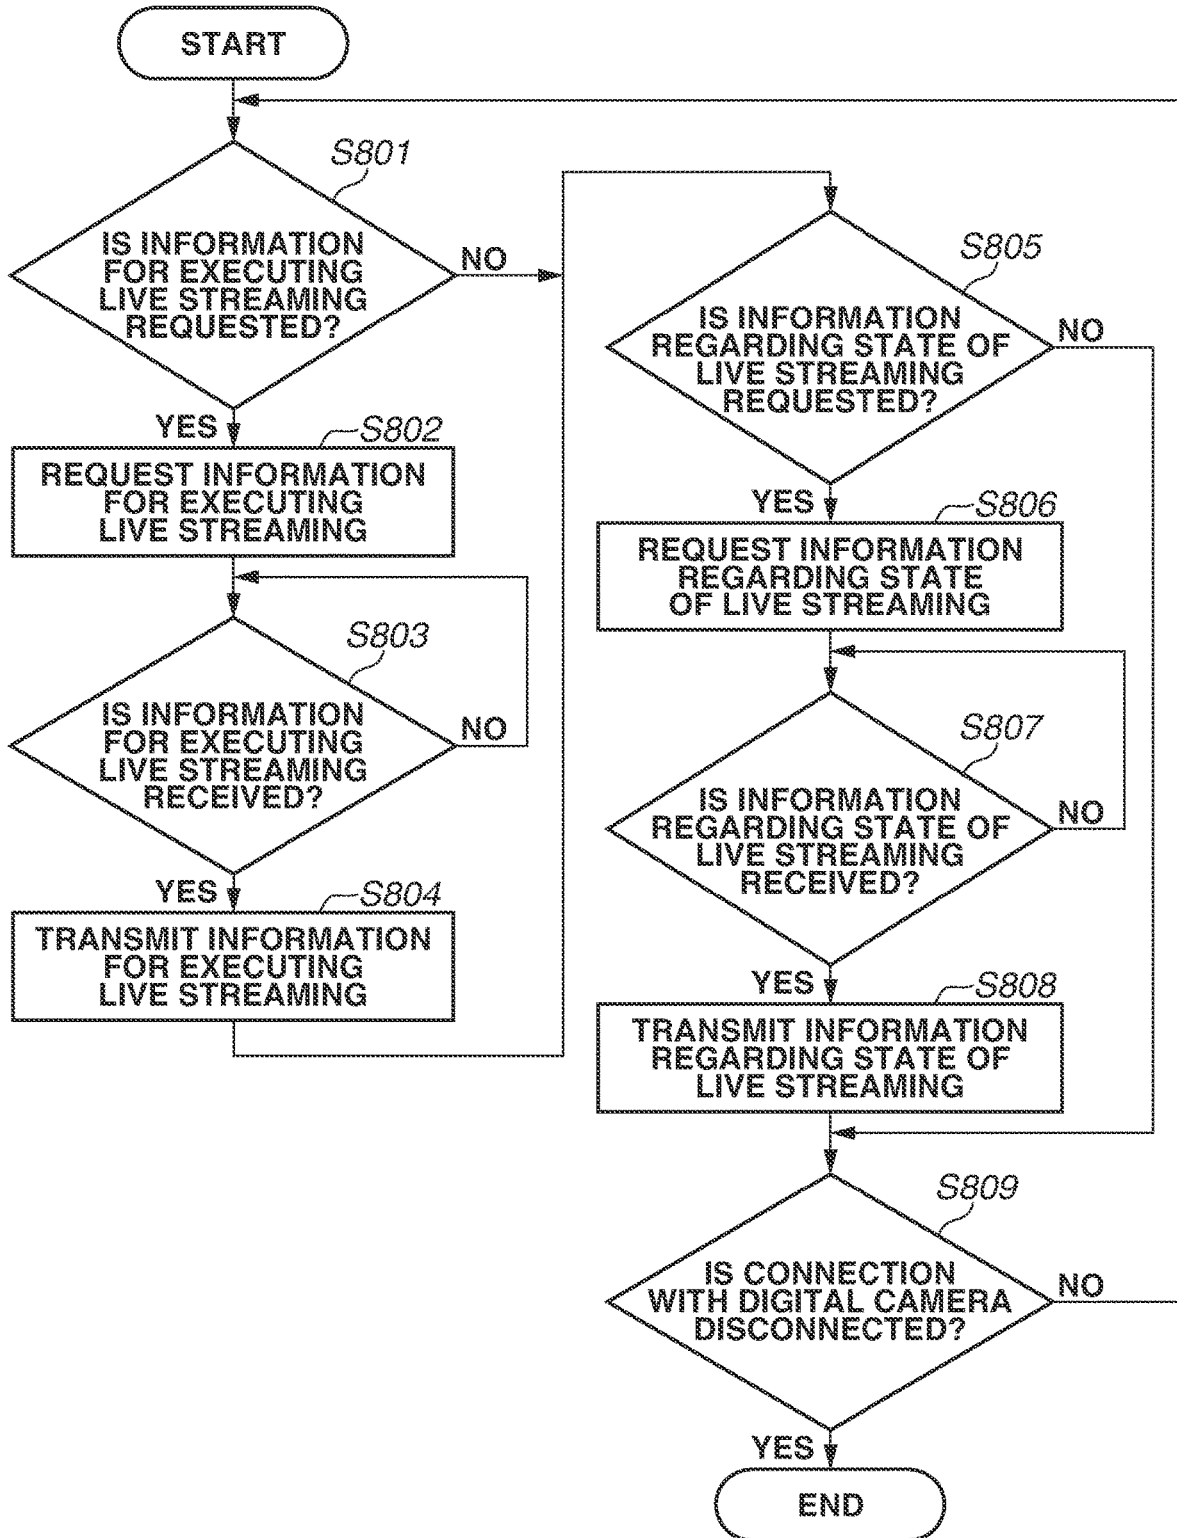 START
S801
IS INFORMATION
FOR EXECUTING
LIVE STREAMING
REQUESTED?
NO
YES
S802
REQUEST INFORMATION
FOR EXECUTING
LIVE STREAMING
S803
IS INFORMATION
FOR EXECUTING
LIVE STREAMING
RECEIVED?
NO
YES
S804
TRANSMIT INFORMATION
FOR EXECUTING
LIVE STREAMING
S805
IS INFORMATION
REGARDING STATE OF
LIVE STREAMING
REQUESTED?
NO
YES
S806
REQUEST INFORMATION
REGARDING STATE
OF LIVE STREAMING
S807
IS INFORMATION
REGARDING STATE OF
LIVE STREAMING
RECEIVED?
NO
YES
S808
TRANSMIT INFORMATION
REGARDING STATE OF
LIVE STREAMING
S809
IS CONNECTION
WITH DIGITAL CAMERA
DISCONNECTED?
NO
YES
END